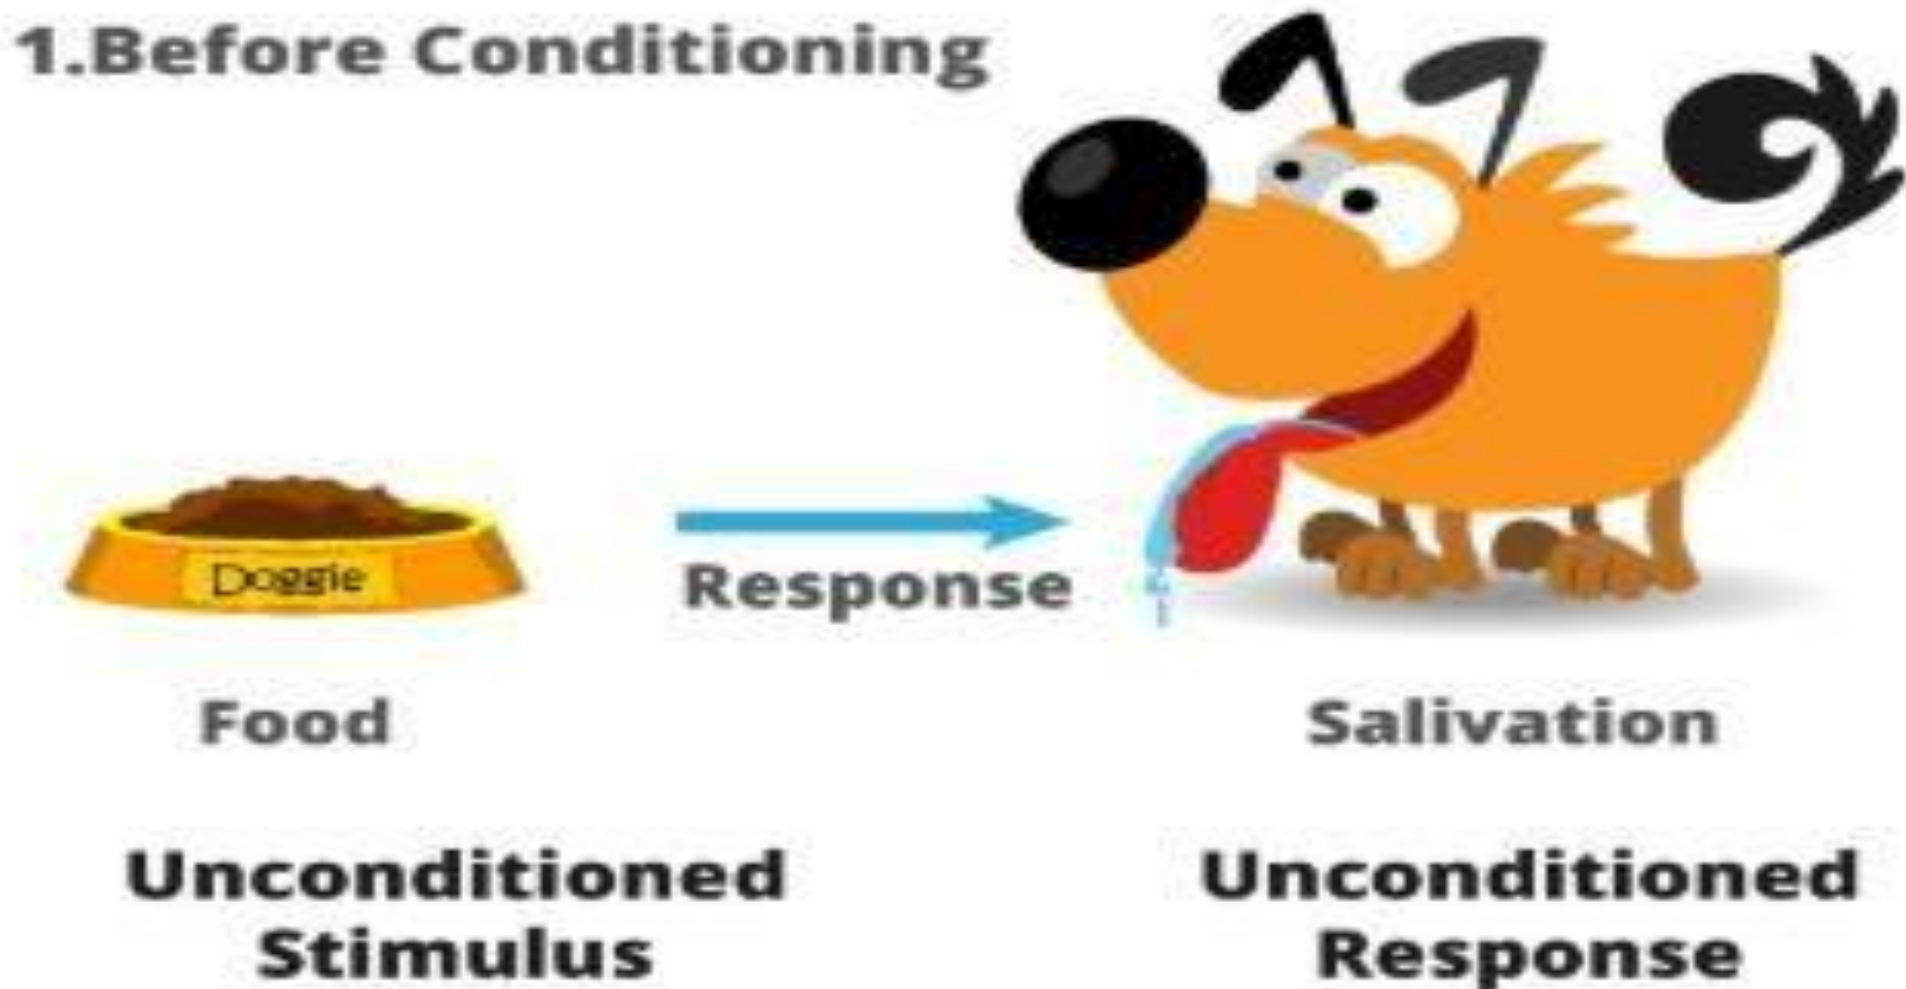 1.Before Conditioning
Doggie
Response
Food
Salivation
Unconditioned
Stimulus
Unconditioned
Response